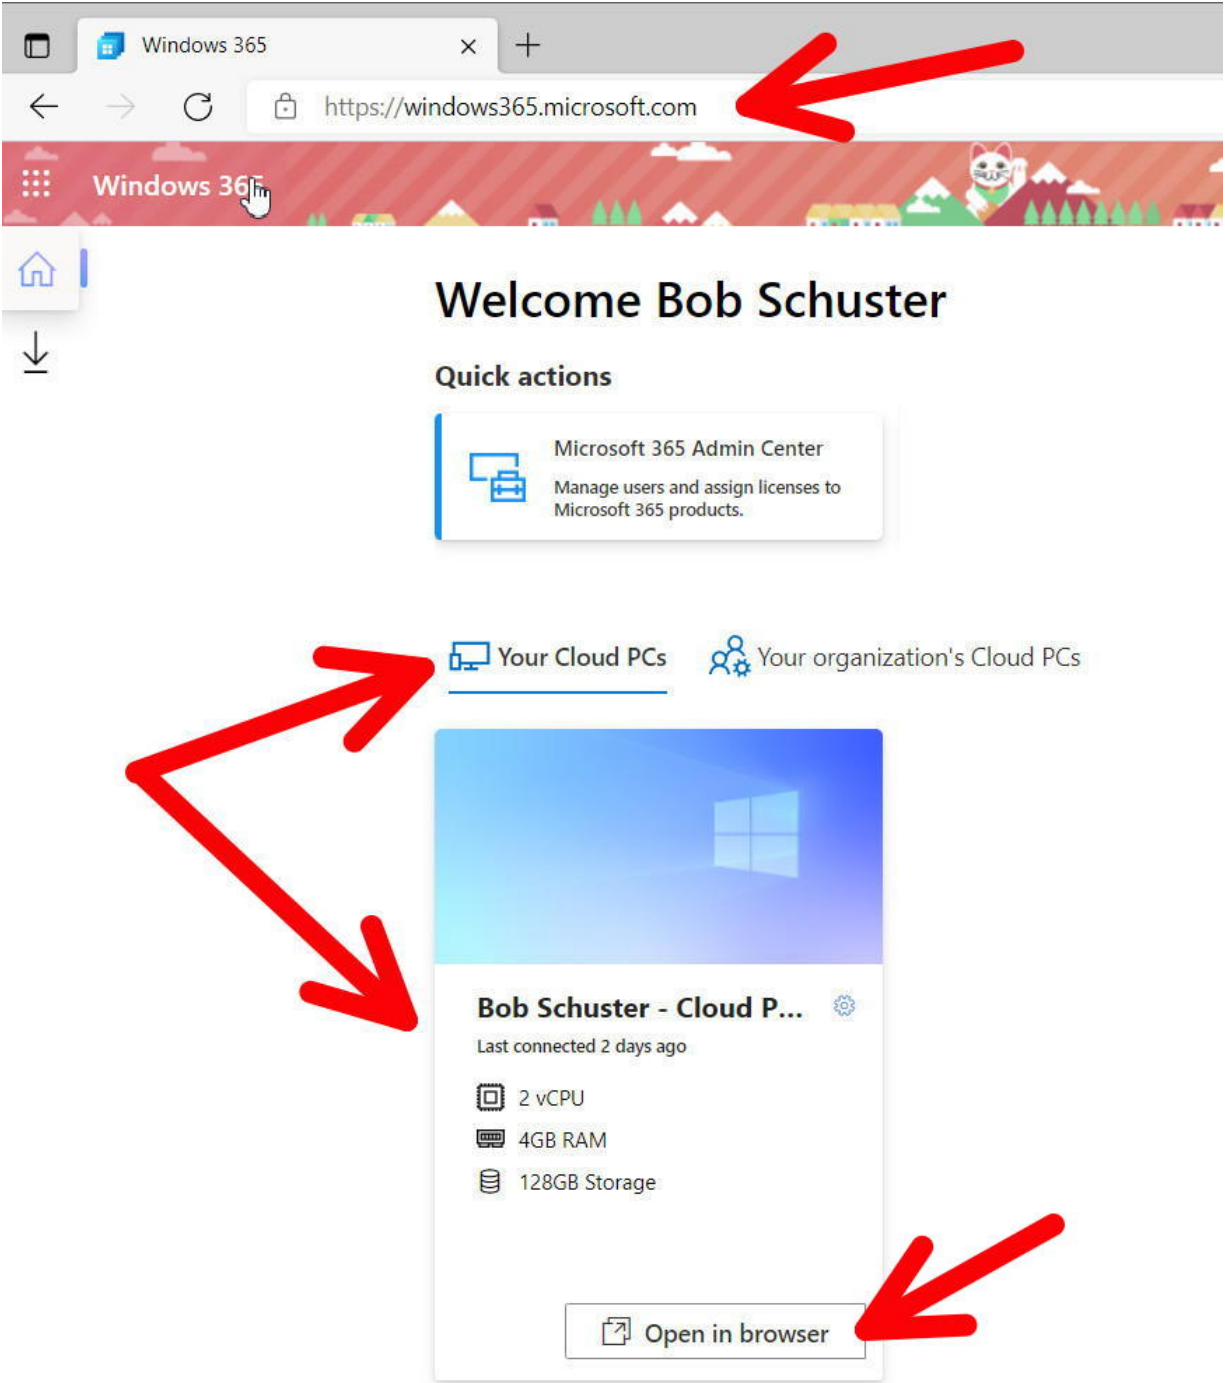 Windows 365
https://windows365.microsoft.com
Windows 365
Welcome Bob Schuster
Quick actions
Microsoft 365 Admin Center
Manage users and assign licenses to
Microsoft 365 products.
Your Cloud PCs
Your organization's Cloud PCs
Bob Schuster - Cloud P...
Last connected 2 days ago
2 vCPU
4GB RAM
128GB Storage
Open in browser